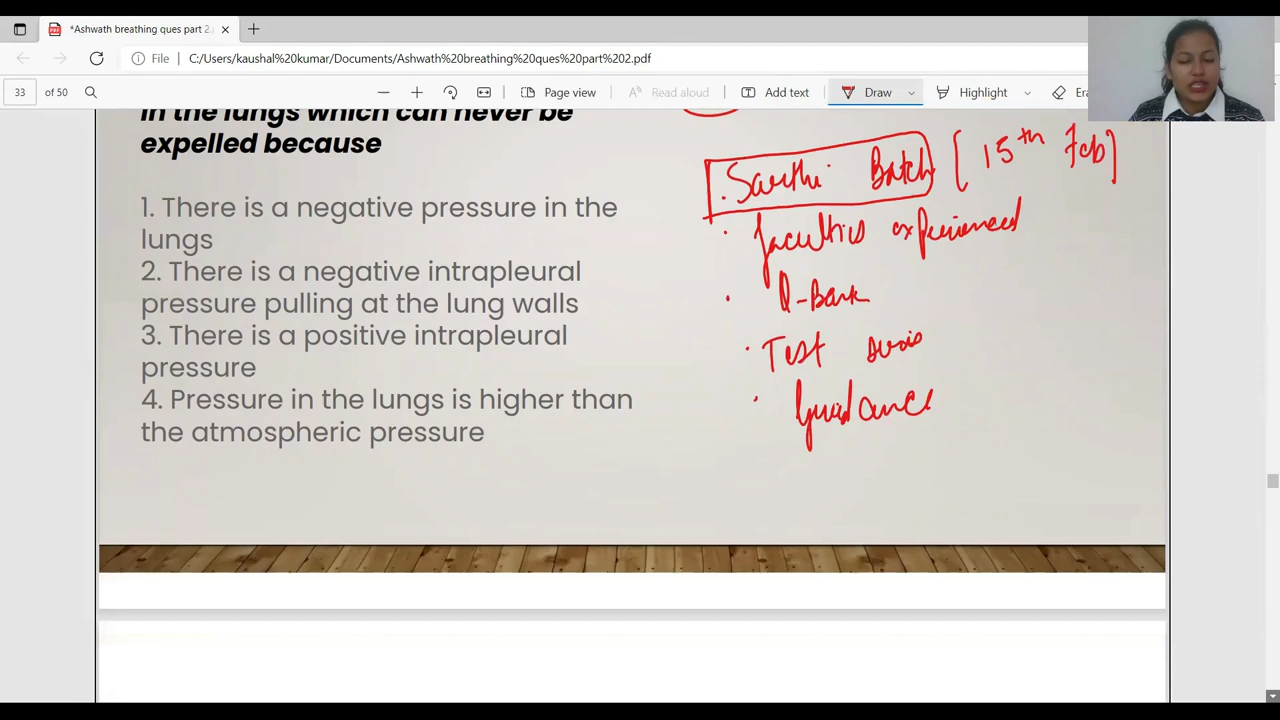 *Ashwath breathing ques part 2.
File C:/Users/kaushal%20kumar/Documents/Ashwath%20breathing%20ques%20part%202.pdf
33 of 50 Page view Read aloud Add text Draw Highlight Era
in the lungs which can never be
expelled because
1. There is a negative pressure in the
lungs
2. There is a negative intrapleural
pressure pulling at the lung walls
3. There is a positive intrapleural
pressure
4. Pressure in the lungs is higher than
the atmospheric pressure
Sarthi Batch [15th Feb]
faculties experienced
Q-Bank
Test
Guidance